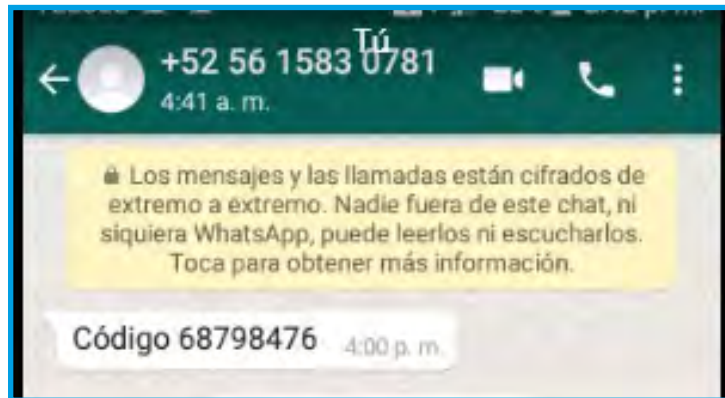 Tú
+52 56 1583 0781
4:41 a. m.
Los mensajes y las llamadas están cifrados de
extremo a extremo. Nadie fuera de este chat, ni
siquiera WhatsApp, puede leerlos ni escucharlos.
Toca para obtener más información.
Código 68798476 4:00 p. m.